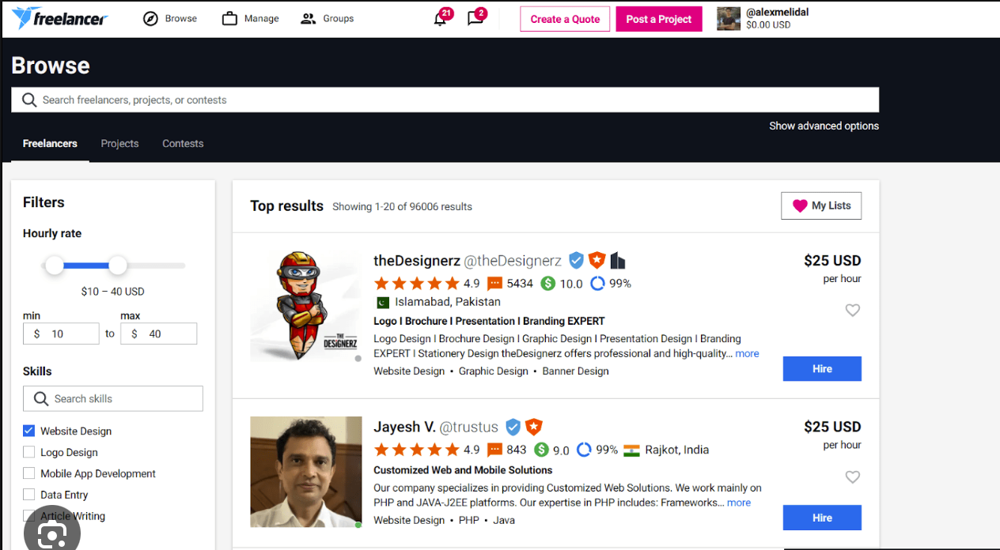 freelancer
Browse
Manage
Groups
21
2
Create a Quote
Post a Project
@alexmelidal
$0.00 USD
Browse
Search freelancers, projects, or contests
Show advanced options
Freelancers
Projects
Contests
Filters
Hourly rate
$10 – 40 USD
min
max
$ 10
to
$ 40
Skills
Search skills
Website Design
Logo Design
Mobile App Development
Data Entry
Article Writing
Top results
Showing 1-20 of 96006 results
My Lists
THE
DESIGNERZ
theDesignerz @theDesignerz
4.9 5434 $ 10.0 99%
Islamabad, Pakistan
Logo I Brochure I Presentation I Branding EXPERT
Logo Design I Brochure Design I Graphic Design I Presentation Design I Branding
EXPERT I Stationery Design theDesignerz offers professional and high-quality... more
Website Design • Graphic Design • Banner Design
$25 USD
per hour
Hire
Jayesh V. @trustus
4.9 843 $ 9.0 99% Rajkot, India
Customized Web and Mobile Solutions
Our company specializes in providing Customized Web Solutions. We work mainly on
PHP and JAVA-J2EE platforms. Our expertise in PHP includes: Frameworks... more
Website Design • PHP • Java
$25 USD
per hour
Hire